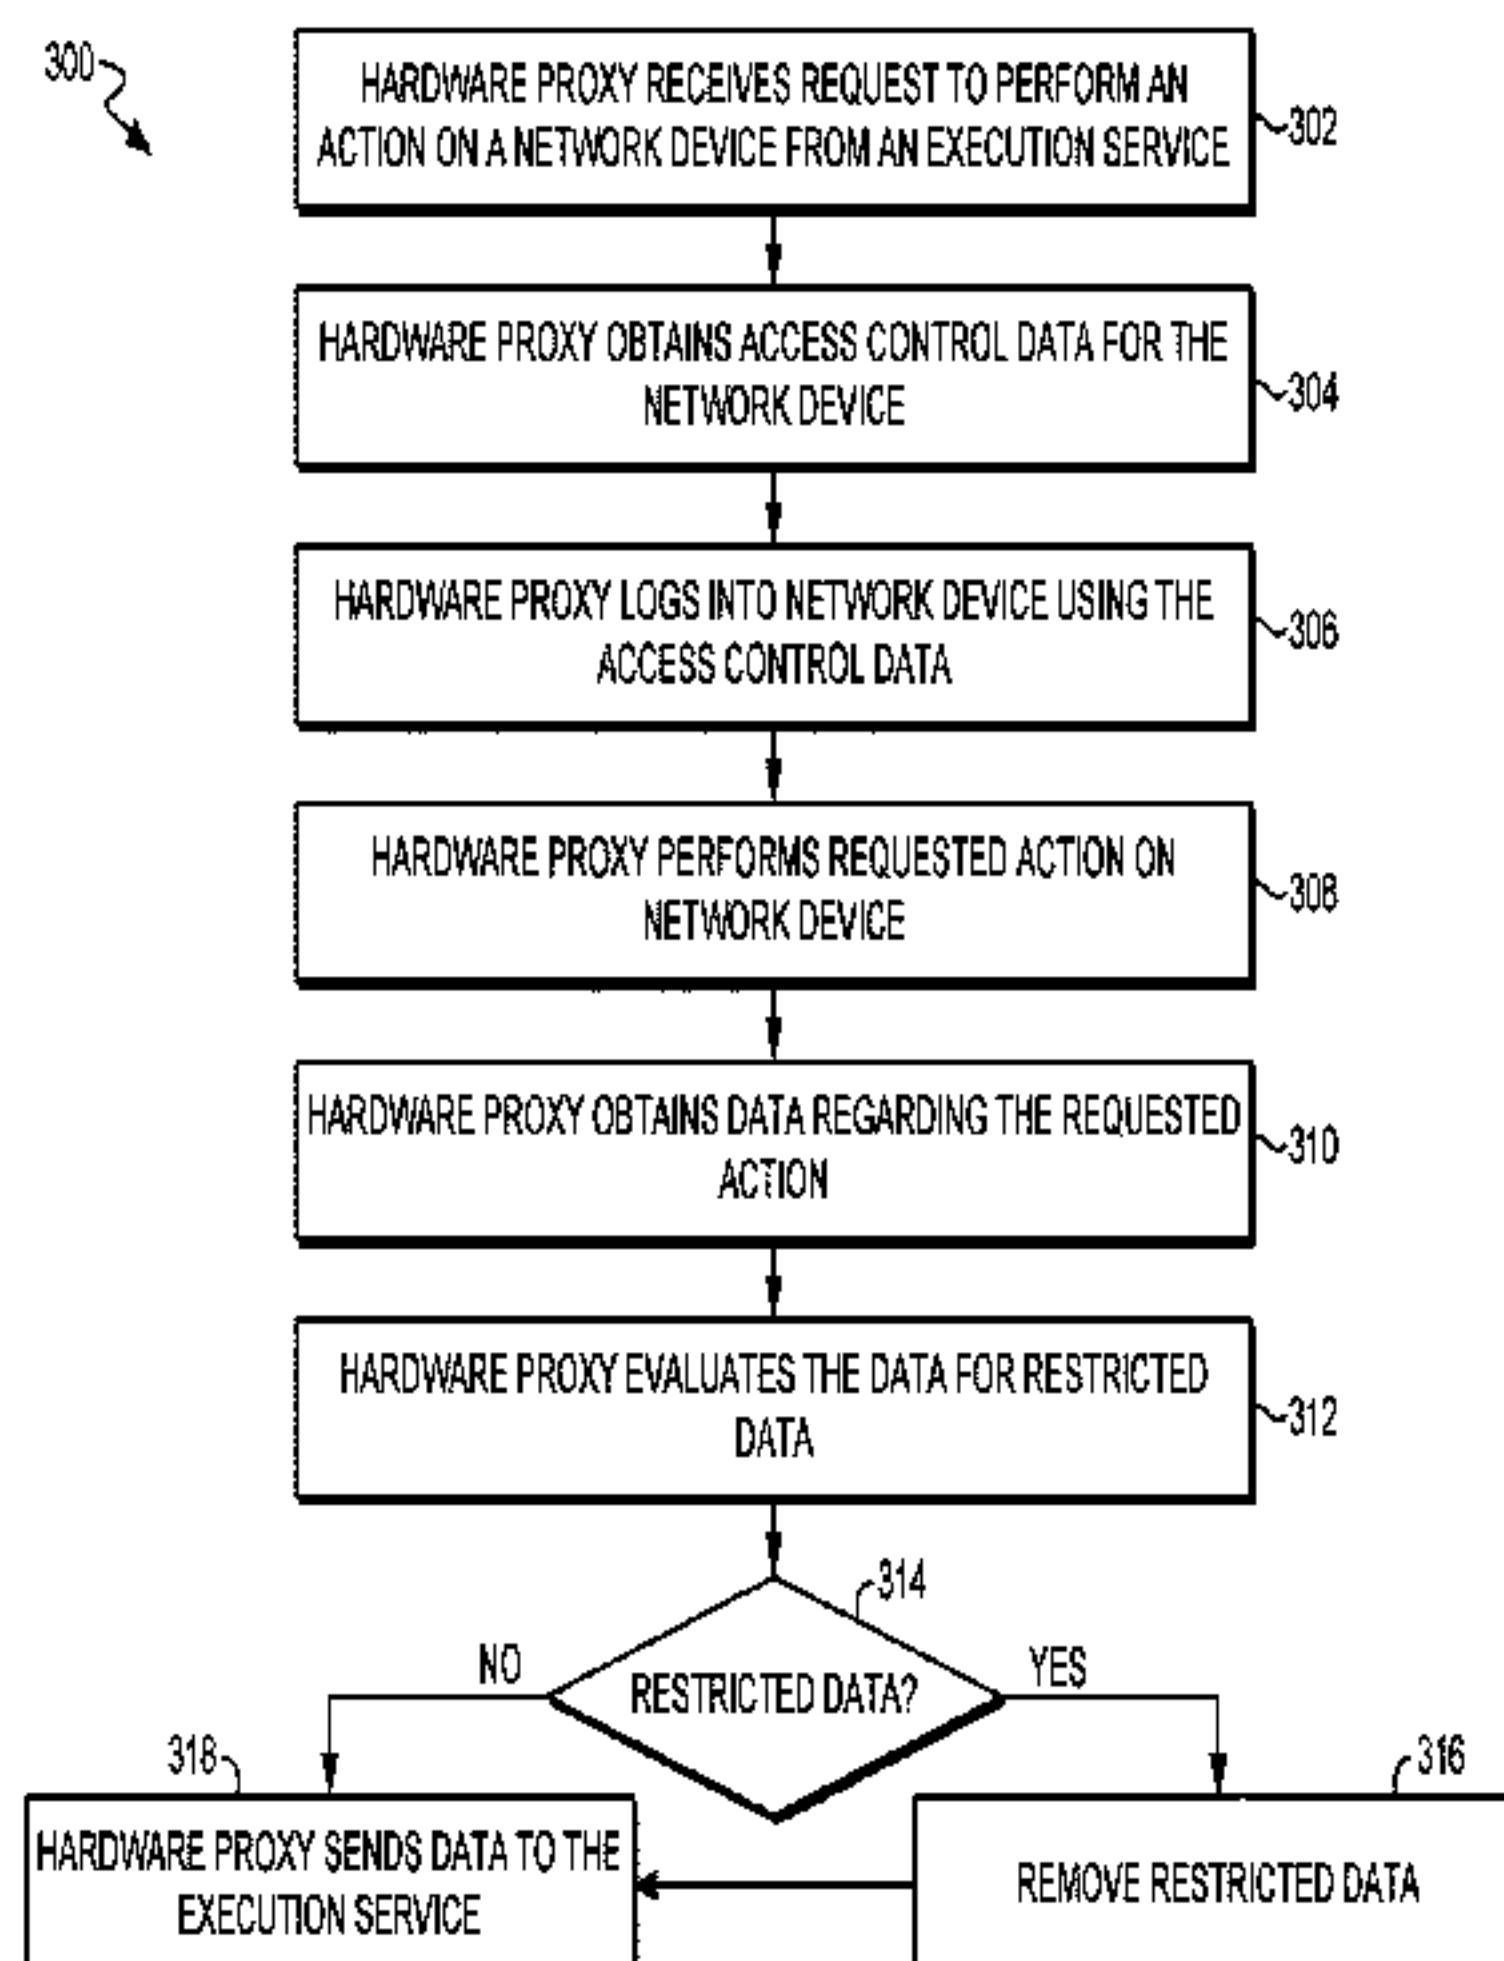 300
HARDWARE PROXY RECEIVES REQUEST TO PERFORM AN
ACTION ON A NETWORK DEVICE FROM AN EXECUTION SERVICE
302
HARDWARE PROXY OBTAINS ACCESS CONTROL DATA FOR THE
NETWORK DEVICE
304
HARDWARE PROXY LOGS INTO NETWORK DEVICE USING THE
ACCESS CONTROL DATA
306
HARDWARE PROXY PERFORMS REQUESTED ACTION ON
NETWORK DEVICE
308
HARDWARE PROXY OBTAINS DATA REGARDING THE REQUESTED
ACTION
310
HARDWARE PROXY EVALUATES THE DATA FOR RESTRICTED
DATA
312
314
NO
RESTRICTED DATA?
YES
318
316
HARDWARE PROXY SENDS DATA TO THE
EXECUTION SERVICE
REMOVE RESTRICTED DATA